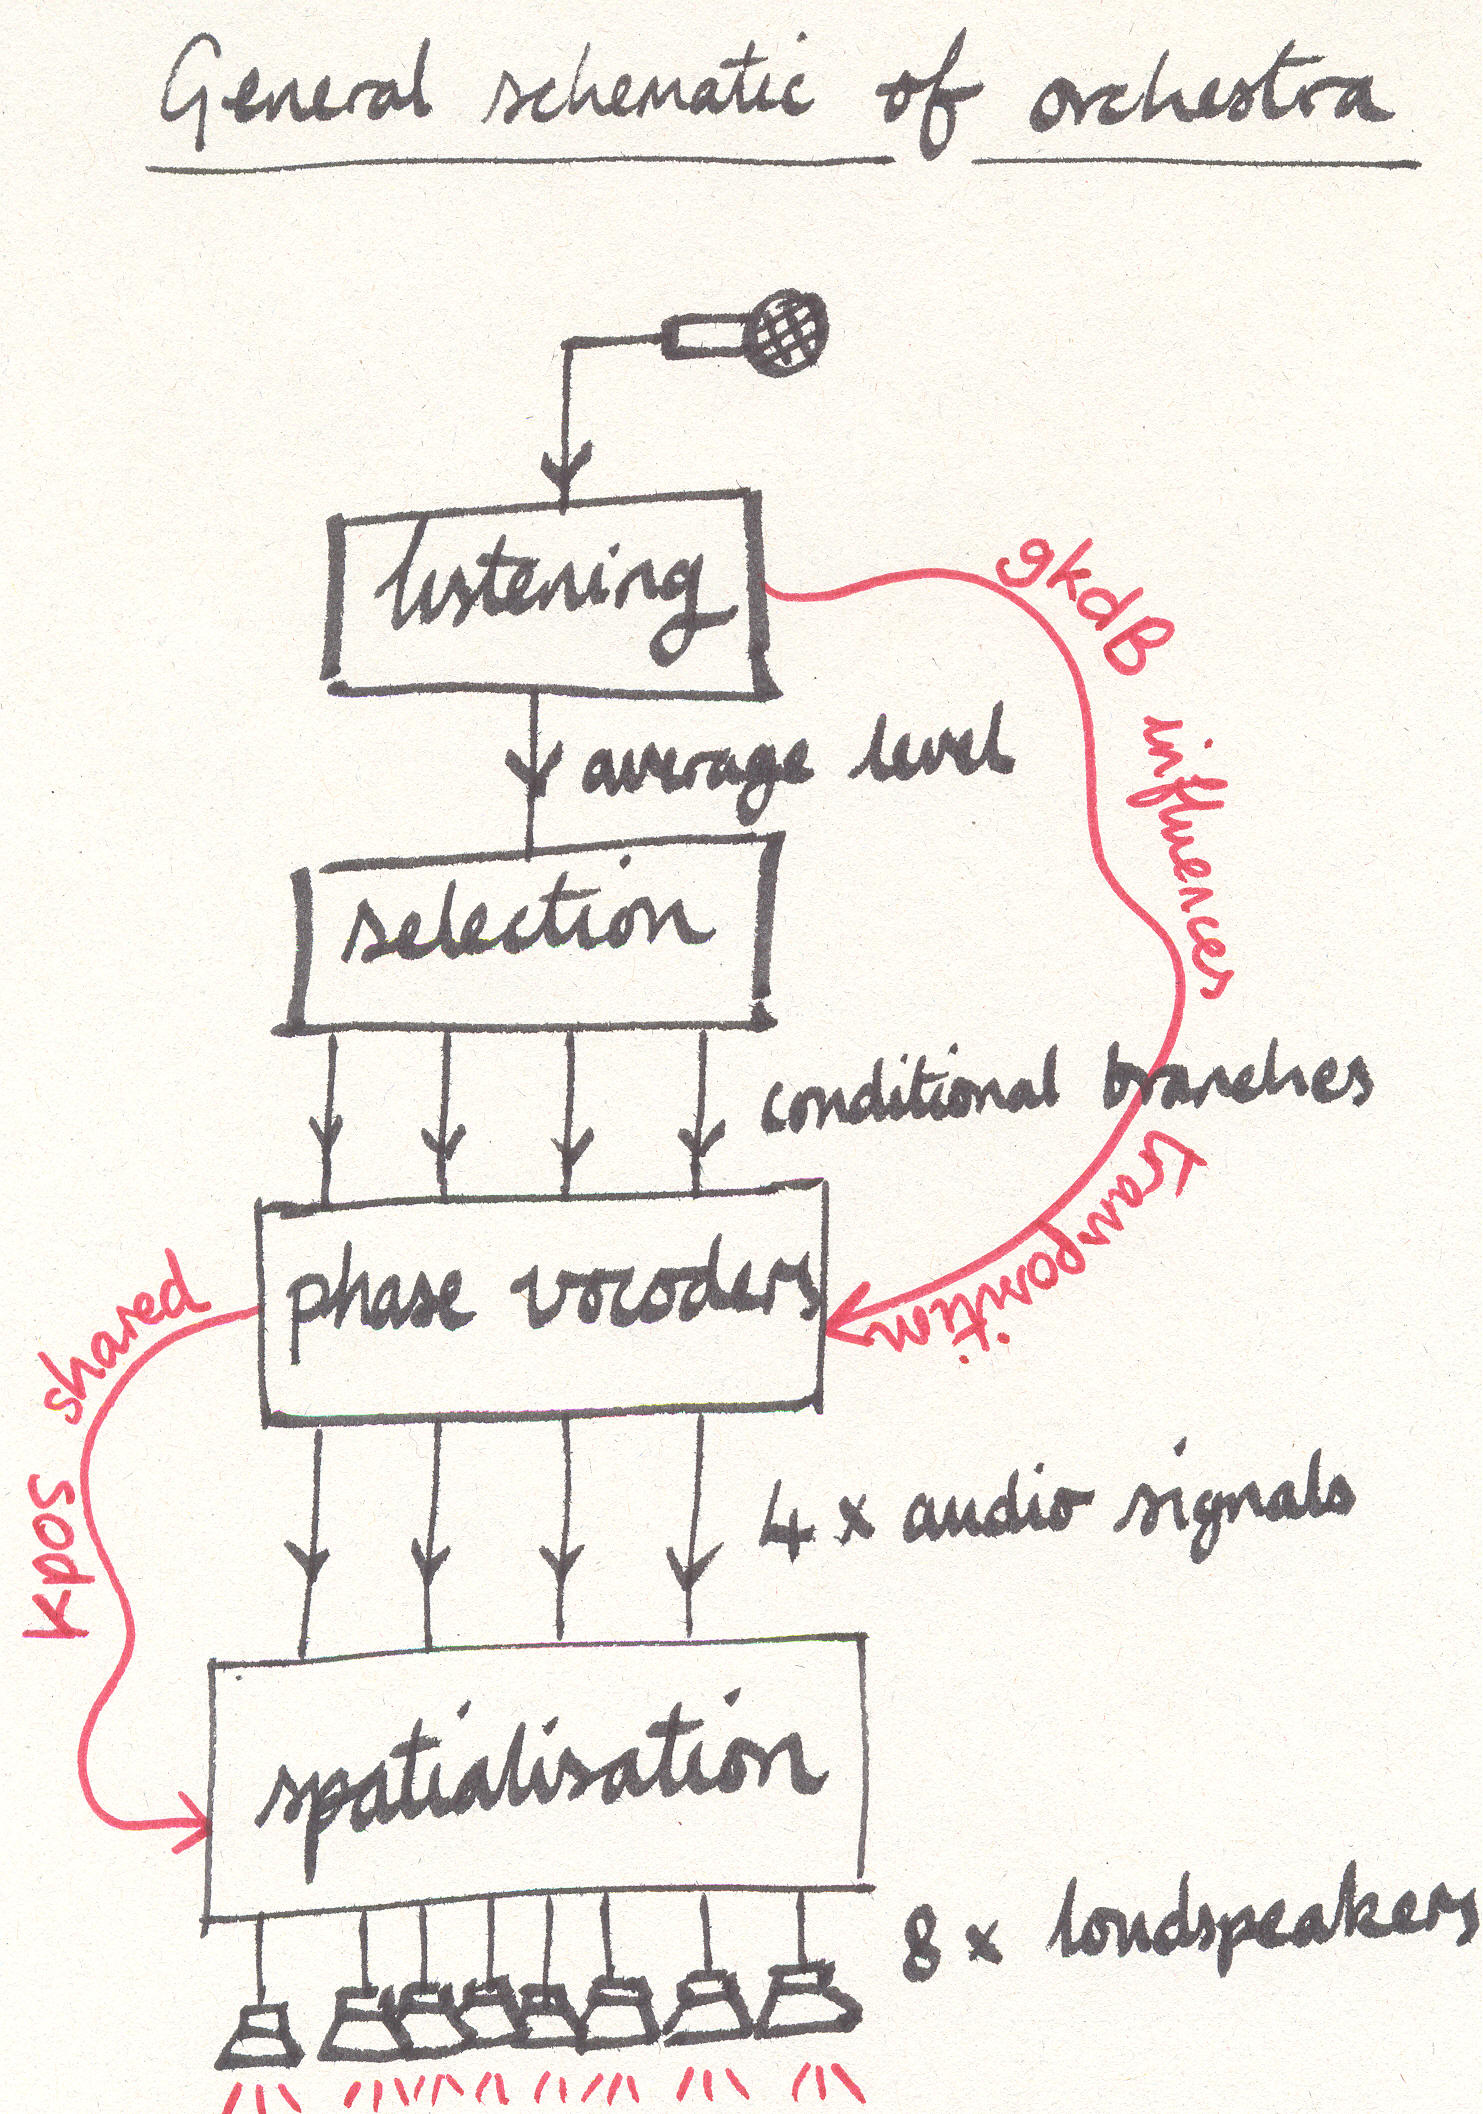 General schematic of orchestra
listening
gkdB influences transposition
average level
selection
conditional branches
phase vocoders
shared kpos
4 x audio signals
spatialisation
8 x loudspeakers